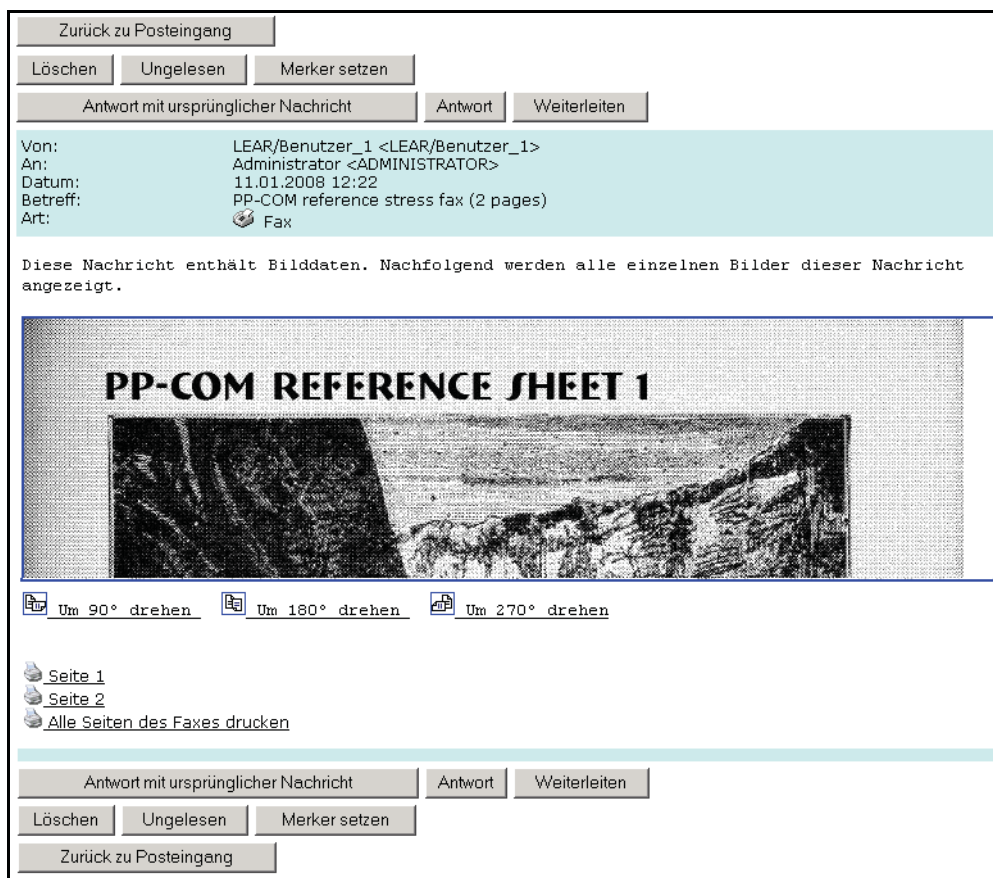 Zurück zu Posteingang
Löschen Ungelesen Merker setzen
Antwort mit ursprünglicher Nachricht Antwort Weiterleiten
Von: LEAR/Benutzer_1 <LEAR/Benutzer_1>
An: Administrator <ADMINISTRATOR>
Datum: 11.01.2008 12:22
Betreff: PP-COM reference stress fax (2 pages)
Art: Fax
Diese Nachricht enthält Bilddaten. Nachfolgend werden alle einzelnen Bilder dieser Nachricht
angezeigt.
PP-COM REFERENCE SHEET 1
Um 90° drehen Um 180° drehen Um 270° drehen
Seite 1
Seite 2
Alle Seiten des Faxes drucken
Antwort mit ursprünglicher Nachricht Antwort Weiterleiten
Löschen Ungelesen Merker setzen
Zurück zu Posteingang